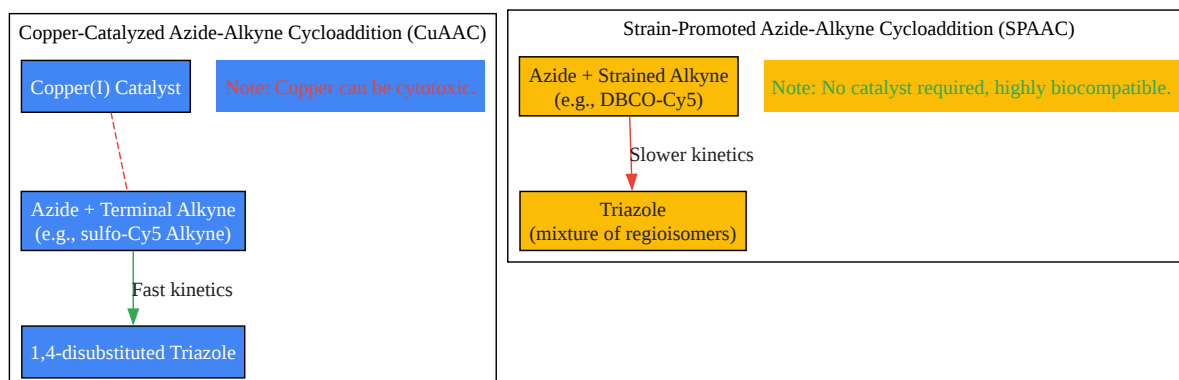 Copper-Catalyzed Azide-Alkyne Cycloaddition (CuAAC)
Copper(I) Catalyst
Note: Copper can be cytotoxic.
Azide + Terminal Alkyne
(e.g., sulfo-Cy5 Alkyne)
Fast kinetics
1,4-disubstituted Triazole
Strain-Promoted Azide-Alkyne Cycloaddition (SPAAC)
Azide + Strained Alkyne
(e.g., DBCO-Cy5)
Note: No catalyst required, highly biocompatible.
Slower kinetics
Triazole
(mixture of regioisomers)